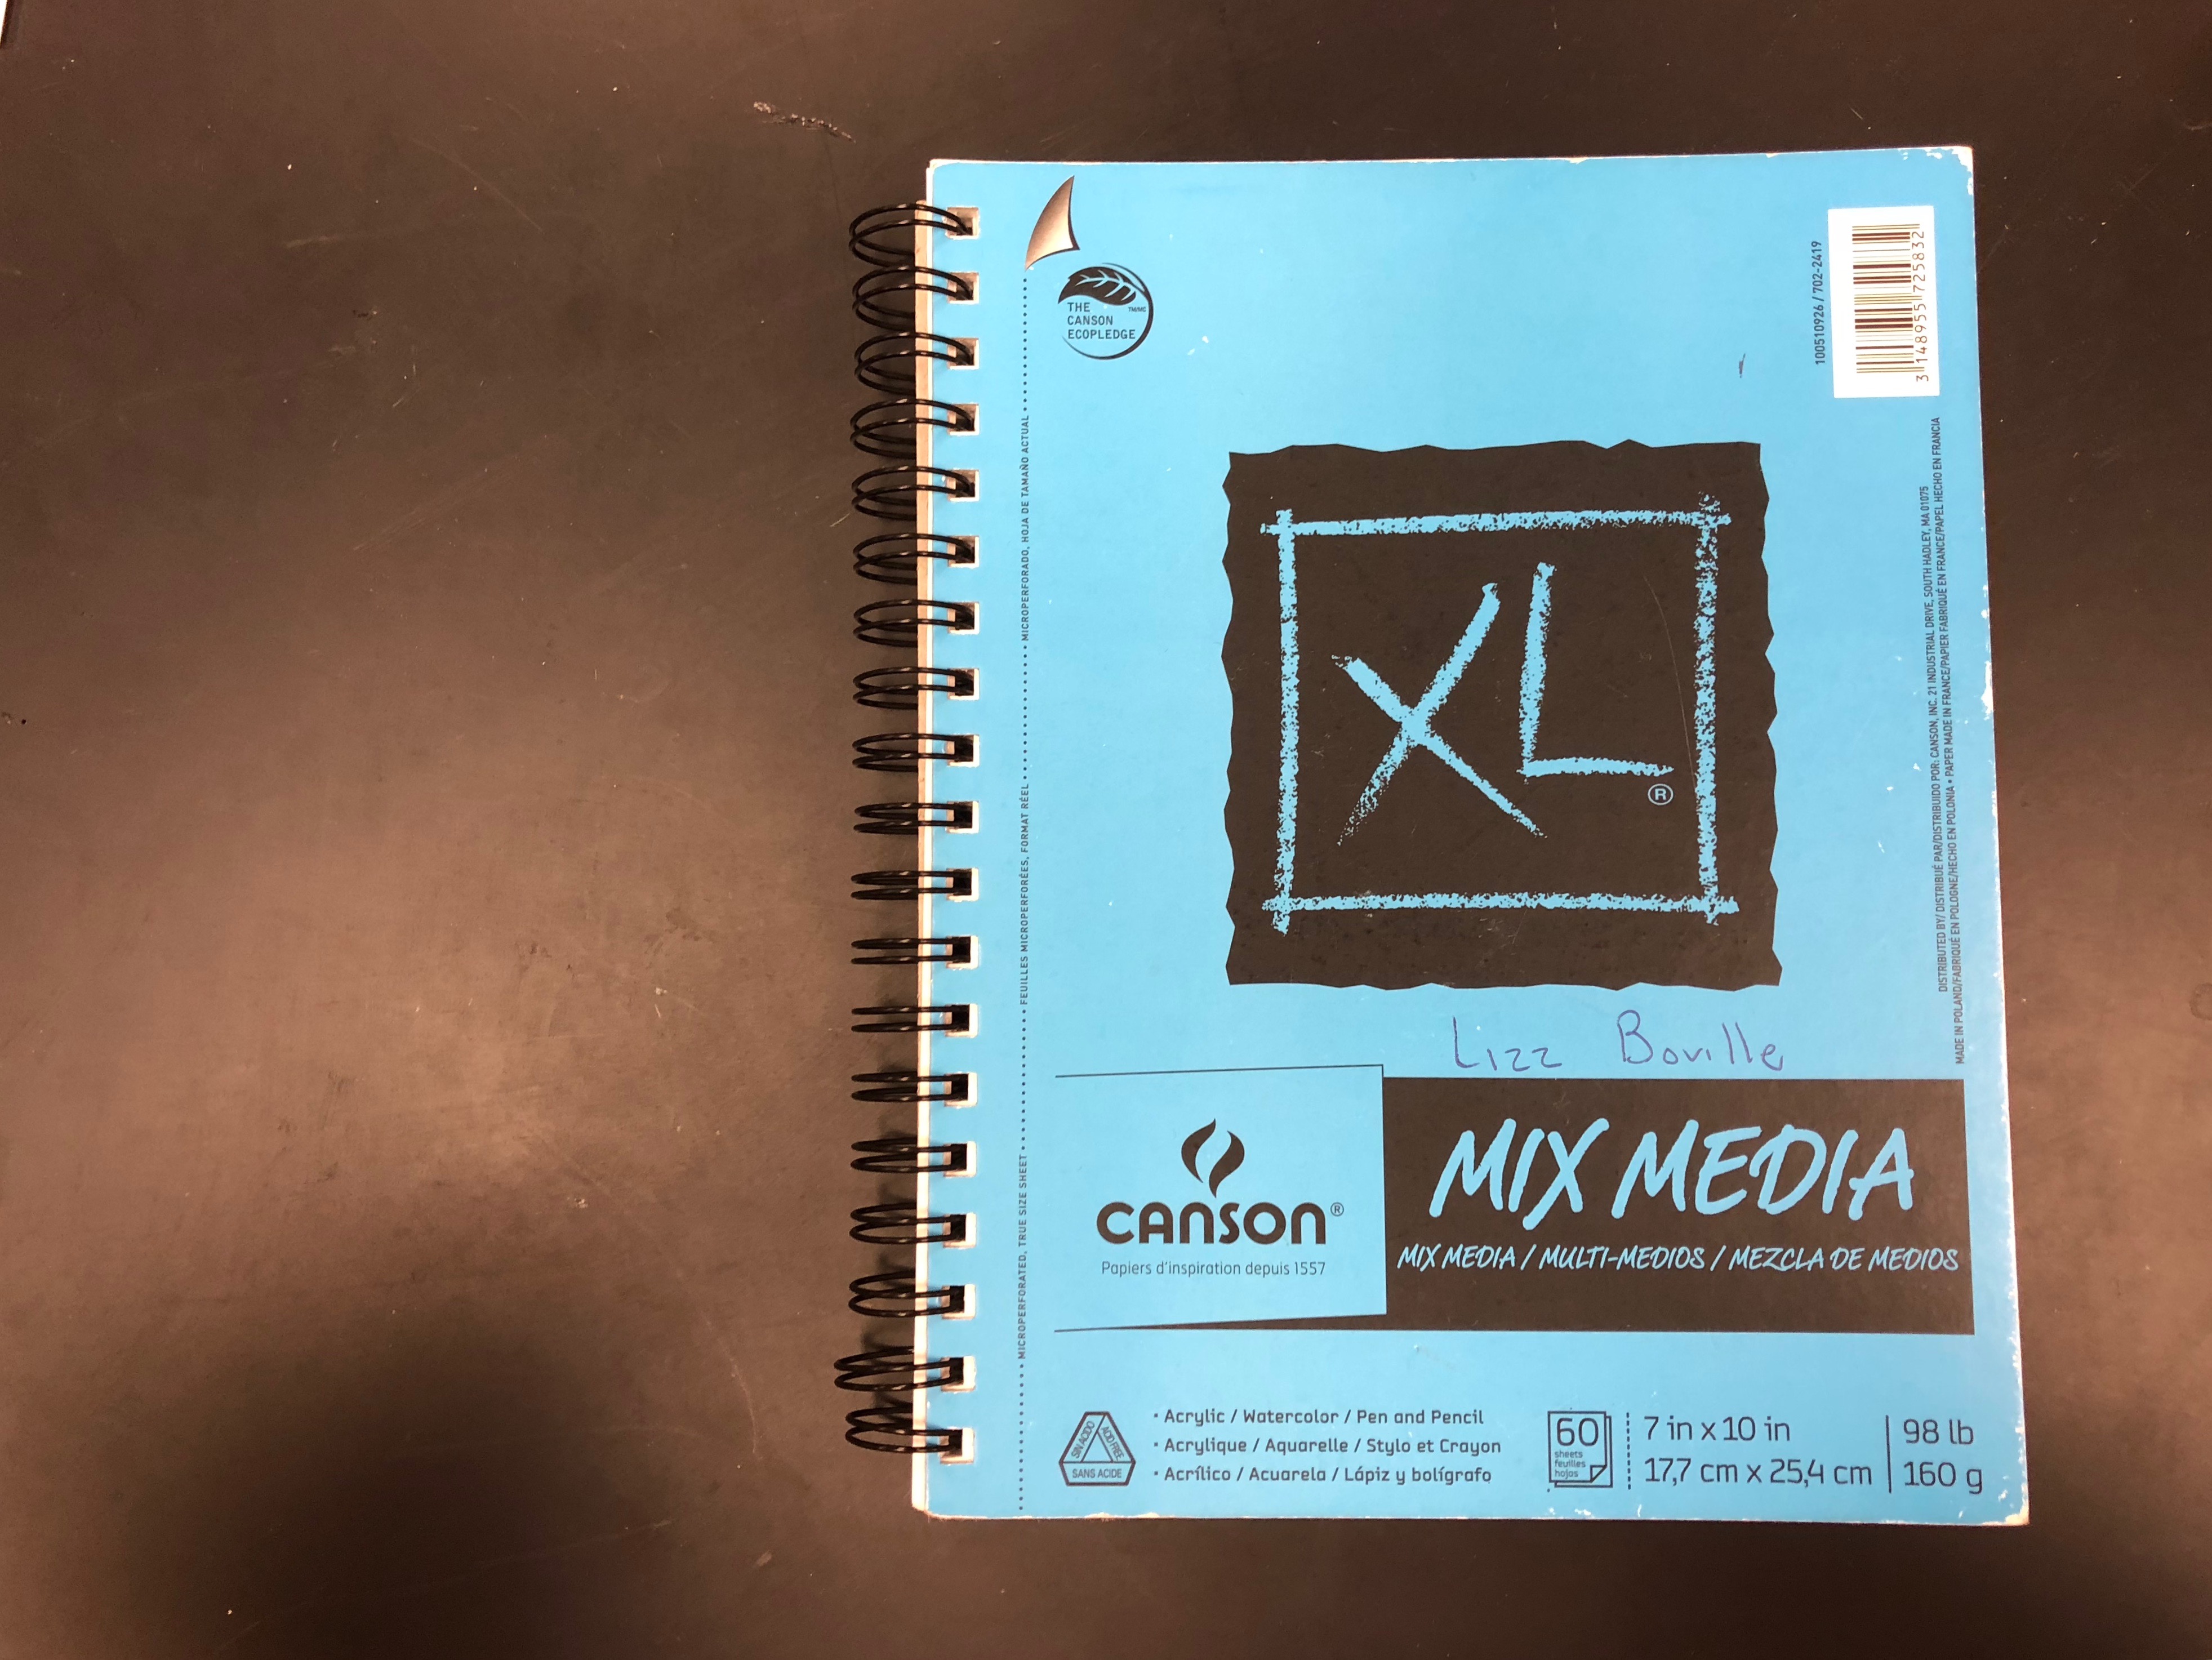 THE
CANSON
ECOPLEDGE
TM/MC
100510926 / 702-2419
3 148955 725832
MICROPERFORATED, TRUE SIZE SHEET
FEUILLES MICROPERFORÉES, FORMAT RÉEL
MICROPERFORADO, HOJA DE TAMAÑO ACTUAL
XL
®
DISTRIBUTED BY/ DISTRIBUÉ PAR/DISTRIBUIDO POR: CANSON, INC. 21 INDUSTRIAL DRIVE, SOUTH HADLEY, MA 01075
MADE IN POLAND/FABRIQUÉ EN POLOGNE/HECHO EN POLONIA • PAPER MADE IN FRANCE/PAPIER FABRIQUÉ EN FRANCE/PAPEL HECHO EN FRANCIA
Lizz Boville
CANSON®
Papiers d'inspiration depuis 1557
MIX MEDIA
MIX MEDIA / MULTI-MEDIOS / MEZCLA DE MEDIOS
SIN ACIDO
ACID FREE
SANS ACIDE
• Acrylic / Watercolor / Pen and Pencil
• Acrylique / Aquarelle / Stylo et Crayon
• Acrílico / Acuarela / Lápiz y bolígrafo
60
sheets
feuilles
hojas
7 in x 10 in
17,7 cm x 25,4 cm
98 lb
160 g